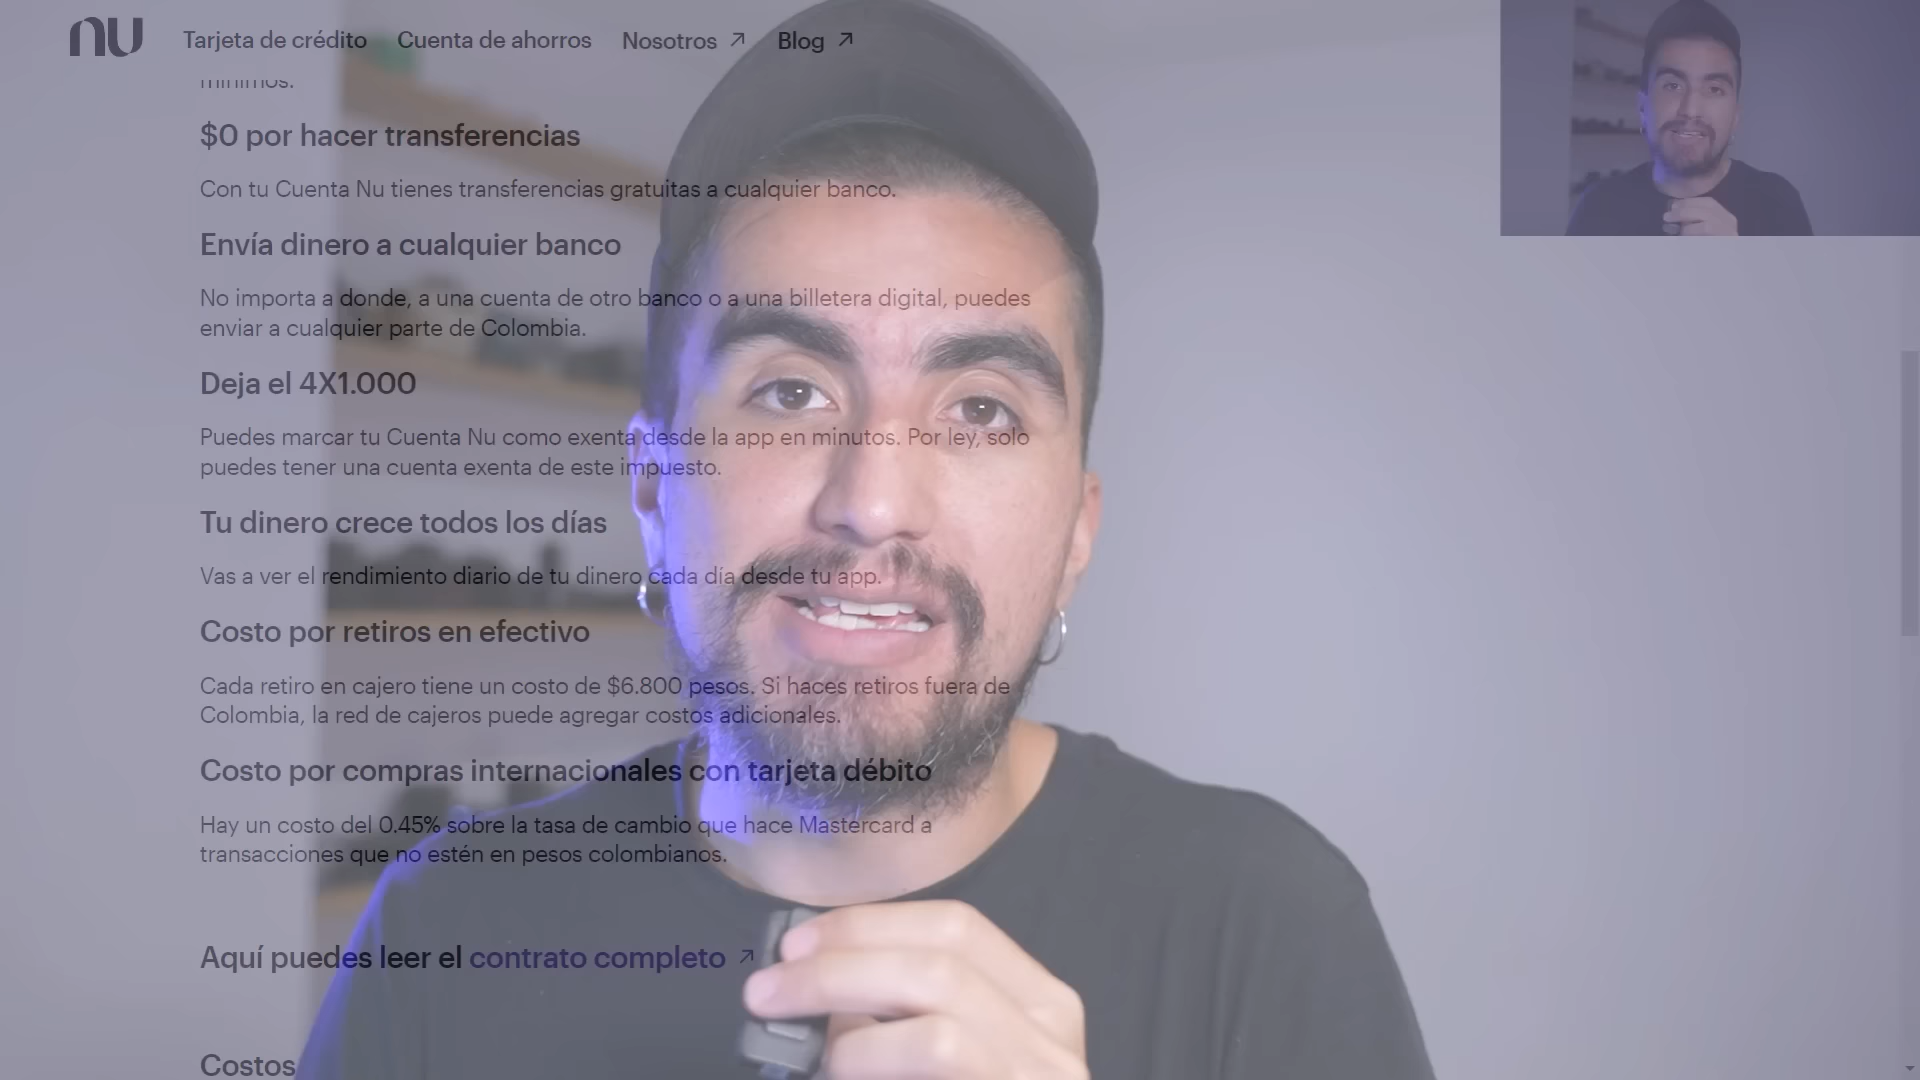 nu
Tarjeta de crédito Cuenta de ahorros Nosotros ↗ Blog ↗
mínimos.
$0 por hacer transferencias
Con tu Cuenta Nu tienes transferencias gratuitas a cualquier banco.
Envía dinero a cualquier banco
No importa a donde, a una cuenta de otro banco o a una billetera digital, puedes
enviar a cualquier parte de Colombia.
Deja el 4X1.000
Puedes marcar tu Cuenta Nu como exenta desde la app en minutos. Por ley, solo
puedes tener una cuenta exenta de este impuesto.
Tu dinero crece todos los días
Vas a ver el rendimiento diario de tu dinero cada día desde tu app.
Costo por retiros en efectivo
Cada retiro en cajero tiene un costo de $6.800 pesos. Si haces retiros fuera de
Colombia, la red de cajeros puede agregar costos adicionales.
Costo por compras internacionales con tarjeta débito
Hay un costo del 0.45% sobre la tasa de cambio que hace Mastercard a
transacciones que no estén en pesos colombianos.
Aquí puedes leer el contrato completo ↗
Costos